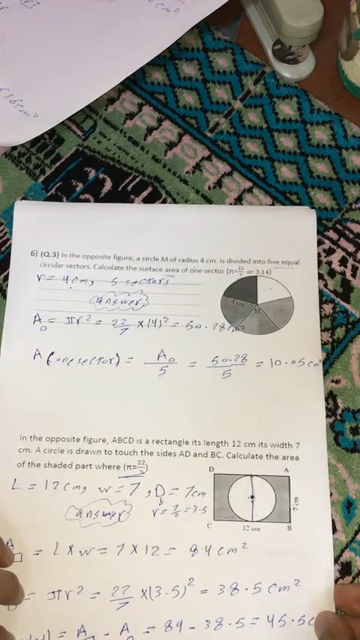 16 cm²
6) (Q.3) In the opposite figure, a circle M of radius 4 cm. is divided into five equal
circular sectors. Calculate the surface area of one sector (π=22/7 or 3.14)
r = 4 cm, 5 sectors
answer
4 cm
M
A = πr² = 22/7 × (4)² = 50.28 cm²
A (one sector) = A/5 = 50.28/5 = 10.05 cm²
In the opposite figure, ABCD is a rectangle its length 12 cm its width 7
cm. A circle is drawn to touch the sides AD and BC. Calculate the area
of the shaded part where (π=22/7)
D A
L = 12 cm, w = 7, D = 7cm
answer r = 7/2 = 3.5
7 cm
C 12 cm B
= L × w = 7 × 12 = 84 cm²
= πr² = 22/7 × (3.5)² = 38.5 cm²
= A - A = 84 - 38.5 = 45.5